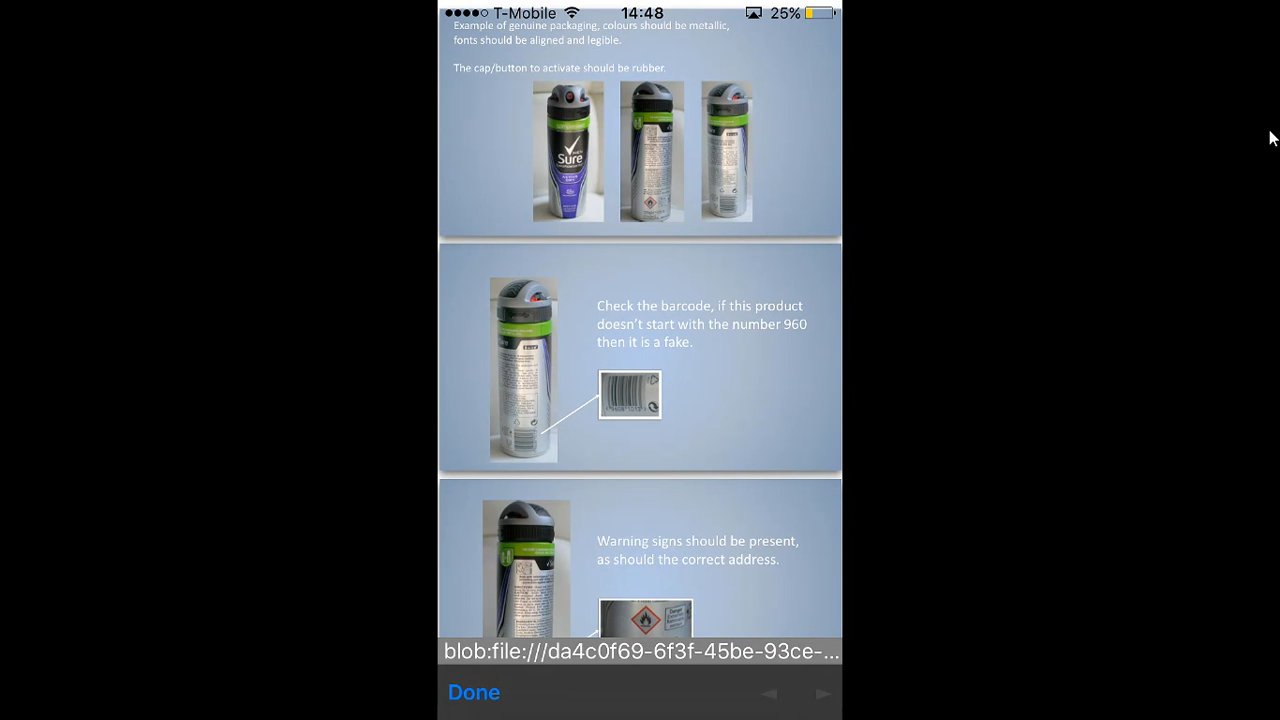 T-Mobile 14:48 25%
Example of genuine packaging, colours should be metallic,
fonts should be aligned and legible.
The cap/button to activate should be rubber.
Sure
Check the barcode, if this product
doesn't start with the number 960
then it is a fake.
Warning signs should be present,
as should the correct address.
Danger
blob:file:///da4c0f69-6f3f-45be-93ce-...
Done